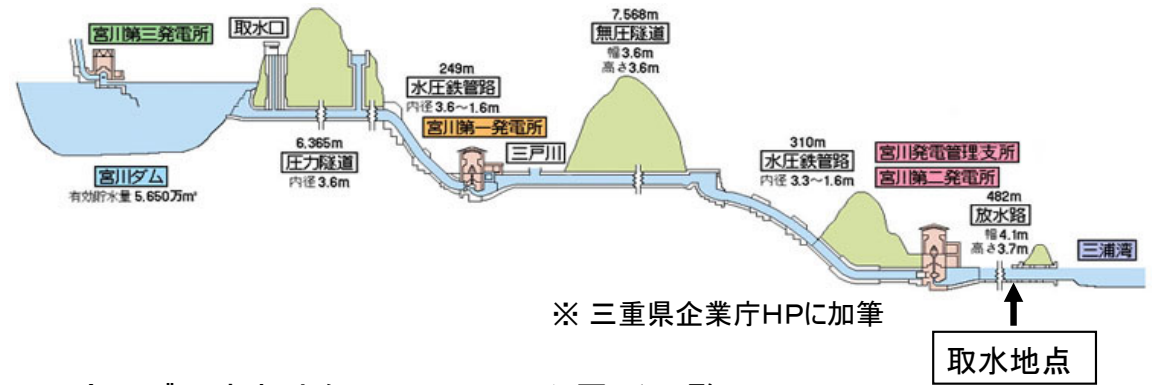 宮川第三発電所
取水口
7.568m
無圧隧道
幅3.6m
高さ3.6m
249m
水圧鉄管路
内径3.6～1.6m
宮川第一発電所
三戸川
6.365m
圧力隧道
内径3.6m
310m
水圧鉄管路
内径3.3～1.6m
宮川発電管理支所
宮川第二発電所
宮川ダム
有効貯水量 5.650万m³
482m
放水路
幅4.1m
高さ3.7m
三浦湾
※ 三重県企業庁HPに加筆
取水地点